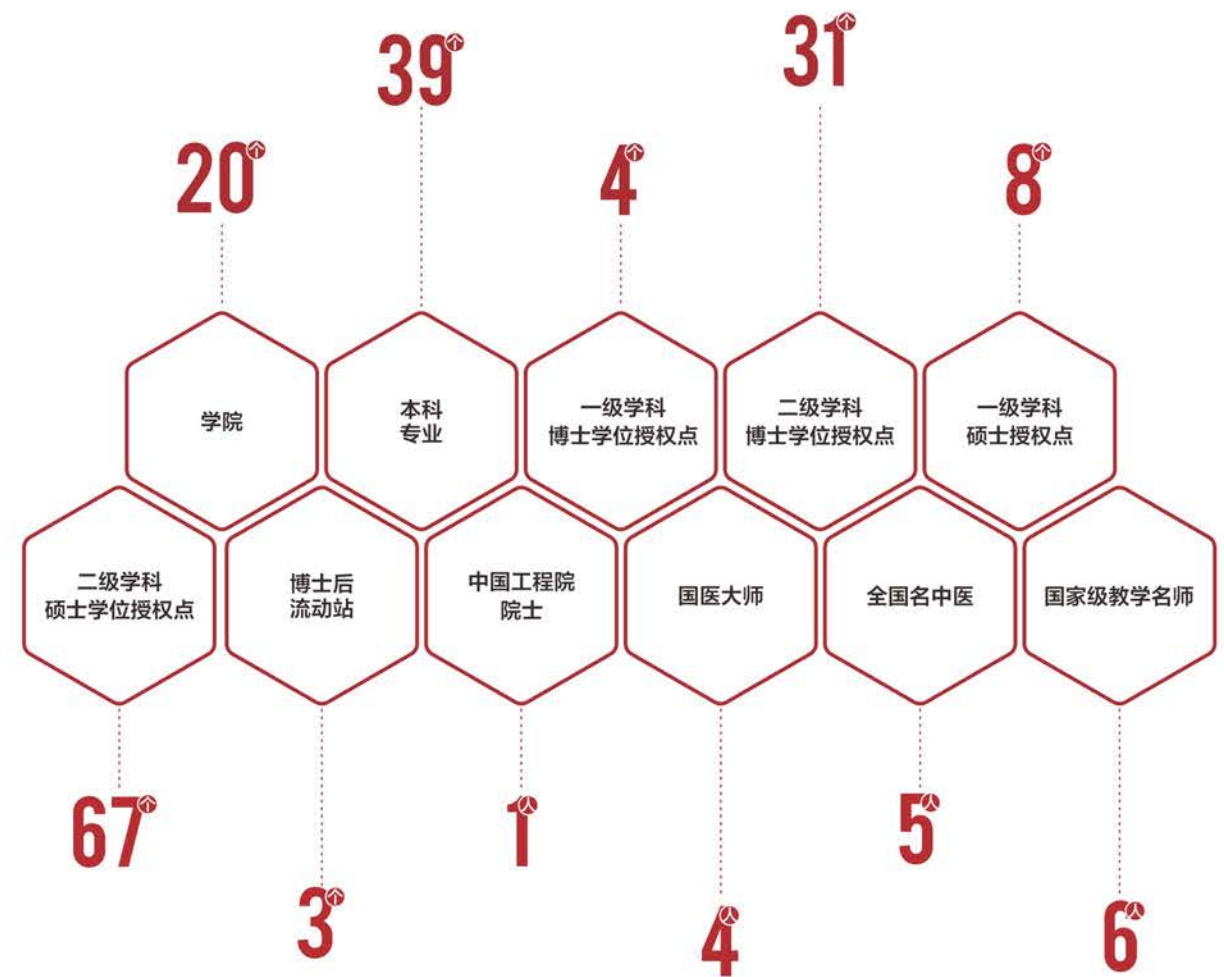 39个
31个
20个
4个
8个
学院
本科
专业
一级学科
博士学位授权点
二级学科
博士学位授权点
一级学科
硕士授权点
二级学科
硕士学位授权点
博士后
流动站
中国工程院
院士
国医大师
全国名中医
国家级教学名师
67个
3个
1人
4人
5人
6人